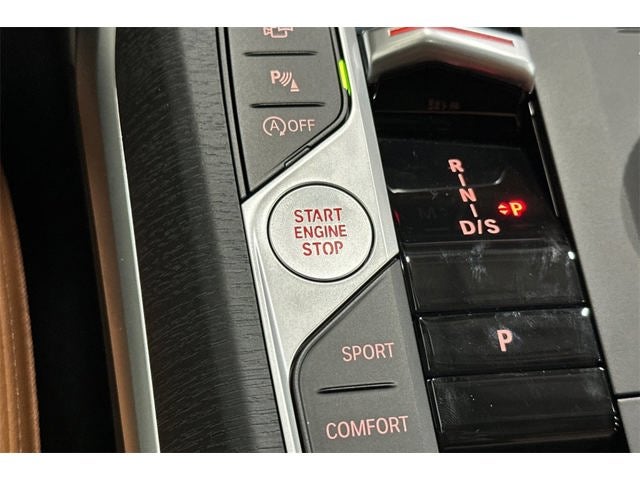 P
A OFF
START
ENGINE
STOP
R
N
D/S
P
P
SPORT
COMFORT